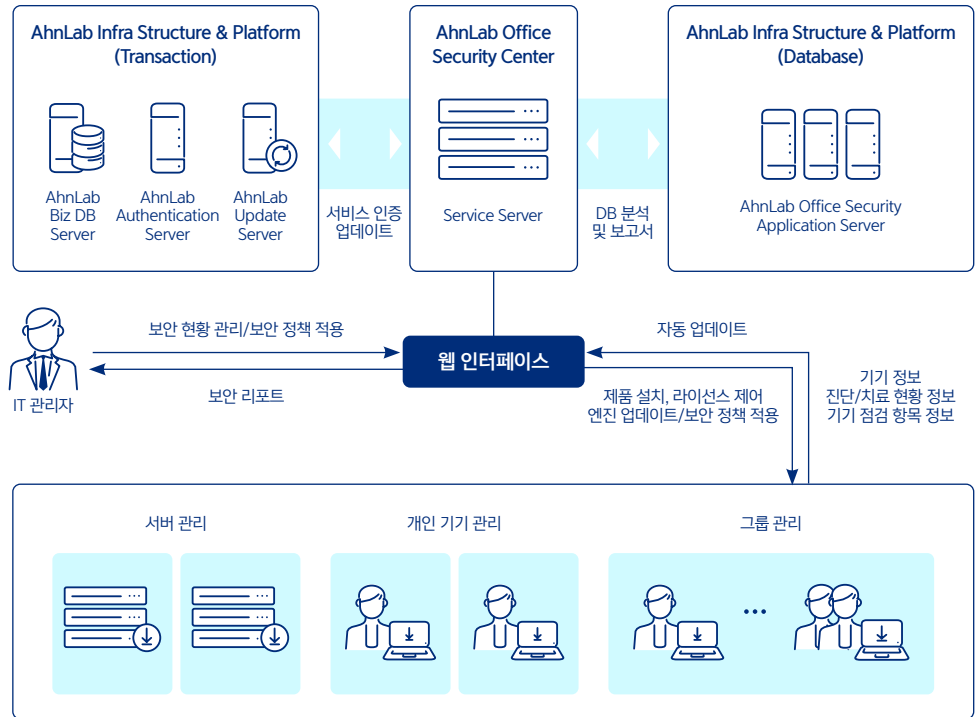 AhnLab Infra Structure & Platform
(Transaction)
AhnLab
Biz DB
Server
AhnLab
Authentication
Server
AhnLab
Update
Server
서비스 인증
업데이트
AhnLab Office
Security Center
Service Server
DB 분석
및 보고서
AhnLab Infra Structure & Platform
(Database)
AhnLab Office Security
Application Server
IT 관리자
보안 현황 관리/보안 정책 적용
보안 리포트
웹 인터페이스
자동 업데이트
제품 설치, 라이선스 제어
엔진 업데이트/보안 정책 적용
기기 정보
진단/치료 현황 정보
기기 점검 항목 정보
서버 관리
개인 기기 관리
그룹 관리